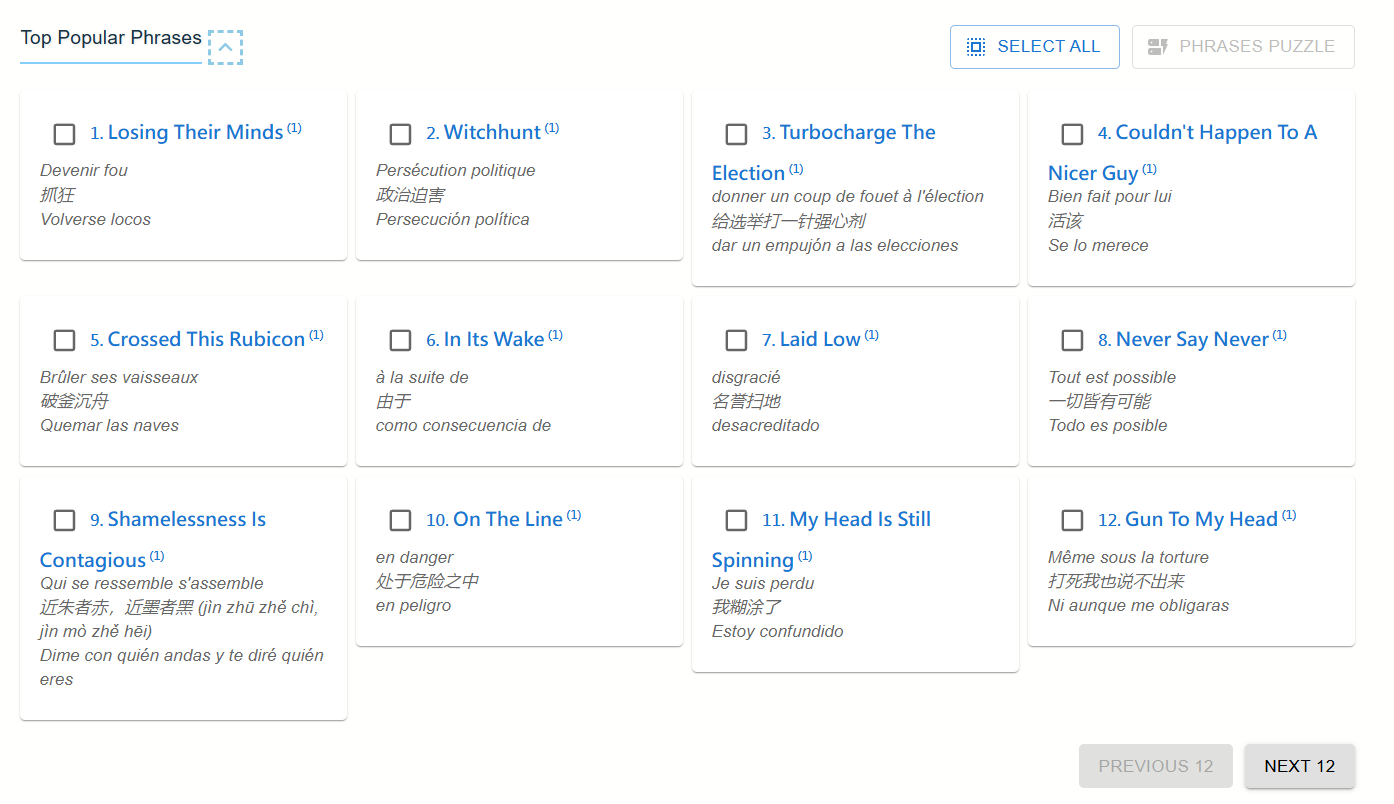 Top Popular Phrases
SELECT ALL
PHRASES PUZZLE
1. Losing Their Minds (1)
Devenir fou
抓狂
Volverse locos
2. Witchhunt (1)
Persécution politique
政治迫害
Persecución política
3. Turbocharge The
Election (1)
donner un coup de fouet à l'élection
给选举打一针强心剂
dar un empujón a las elecciones
4. Couldn't Happen To A
Nicer Guy (1)
Bien fait pour lui
活该
Se lo merece
5. Crossed This Rubicon (1)
Brûler ses vaisseaux
破釜沉舟
Quemar las naves
6. In Its Wake (1)
à la suite de
由于
como consecuencia de
7. Laid Low (1)
disgracié
名誉扫地
desacreditado
8. Never Say Never (1)
Tout est possible
一切皆有可能
Todo es posible
9. Shamelessness Is
Contagious (1)
Qui se ressemble s'assemble
近朱者赤，近墨者黑 (jìn zhū zhě chì,
jìn mò zhě hēi)
Dime con quién andas y te diré quién
eres
10. On The Line (1)
en danger
处于危险之中
en peligro
11. My Head Is Still
Spinning (1)
Je suis perdu
我糊涂了
Estoy confundido
12. Gun To My Head (1)
Même sous la torture
打死我也说不出来
Ni aunque me obligaras
PREVIOUS 12
NEXT 12